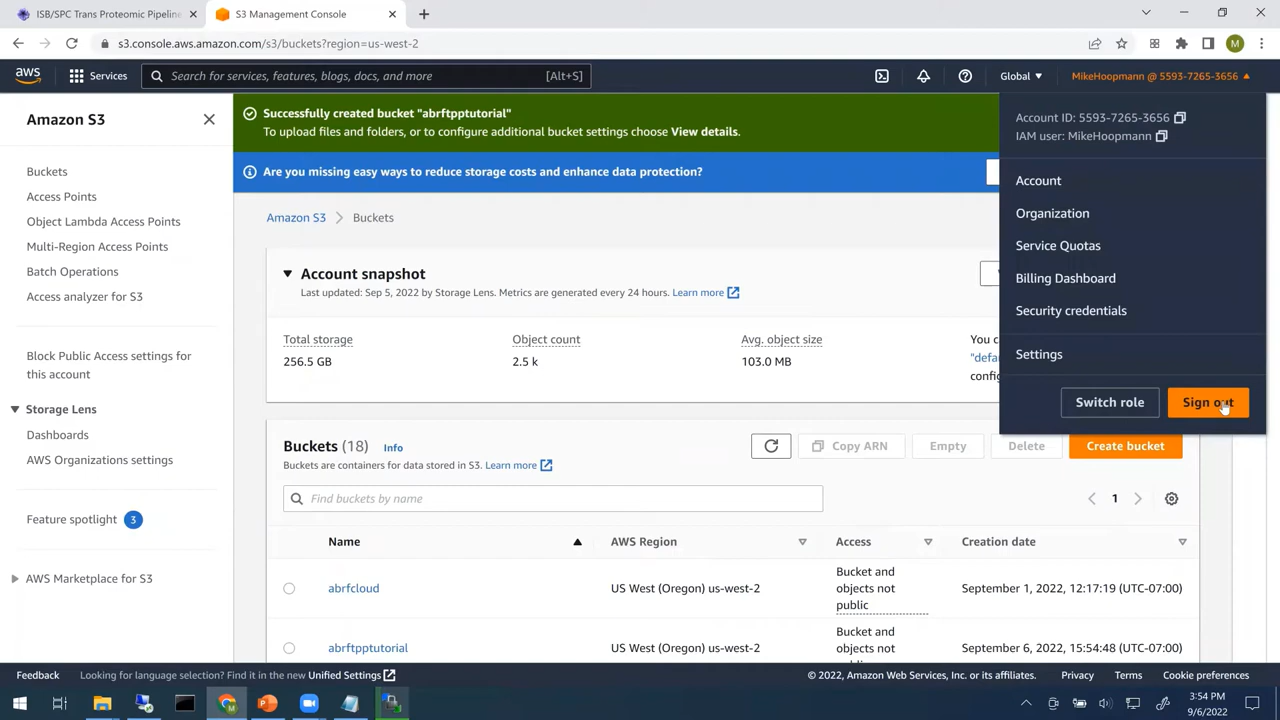 ISB/SPC Trans Proteomic Pipeline
S3 Management Console
s3.console.aws.amazon.com/s3/buckets?region=us-west-2
M
aws
Services
Search for services, features, blogs, docs, and more
[Alt+S]
Global
MikeHoopmann @ 5593-7265-3656
Amazon S3
Buckets
Access Points
Object Lambda Access Points
Multi-Region Access Points
Batch Operations
Access analyzer for S3
Block Public Access settings for
this account
Storage Lens
Dashboards
AWS Organizations settings
Feature spotlight 3
AWS Marketplace for S3
Successfully created bucket "abrftpptutorial"
To upload files and folders, or to configure additional bucket settings choose View details.
Are you missing easy ways to reduce storage costs and enhance data protection?
Amazon S3 > Buckets
Account snapshot
Last updated: Sep 5, 2022 by Storage Lens. Metrics are generated every 24 hours. Learn more
Total storage
256.5 GB
Object count
2.5 k
Avg. object size
103.0 MB
You c
"defa
config
Account ID: 5593-7265-3656
IAM user: MikeHoopmann
Account
Organization
Service Quotas
Billing Dashboard
Security credentials
Settings
Switch role
Sign out
Buckets (18) Info
Buckets are containers for data stored in S3. Learn more
Copy ARN
Empty
Delete
Create bucket
Find buckets by name
1
Name
AWS Region
Access
Creation date
abrfcloud
US West (Oregon) us-west-2
Bucket and
objects not
public
September 1, 2022, 12:17:19 (UTC-07:00)
abrftpptutorial
US West (Oregon) us-west-2
Bucket and
objects not
September 6, 2022, 15:54:48 (UTC-07:00)
Feedback
Looking for language selection? Find it in the new Unified Settings
© 2022, Amazon Web Services, Inc. or its affiliates.
Privacy
Terms
Cookie preferences
3:54 PM
9/6/2022